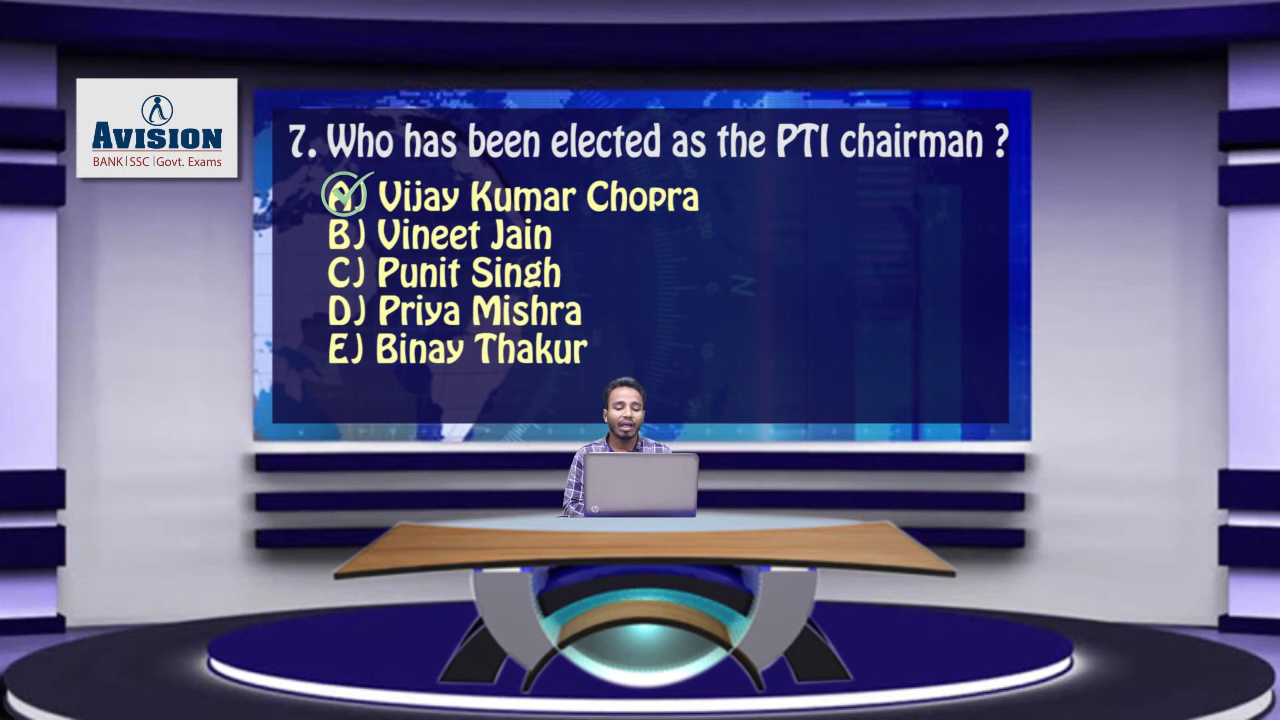 AVISION
BANK|SSC|Govt. Exams
7. Who has been elected as the PTI chairman ?
A) Vijay Kumar Chopra
B) Vineet Jain
C) Punit Singh
D) Priya Mishra
E) Binay Thakur
hp
N